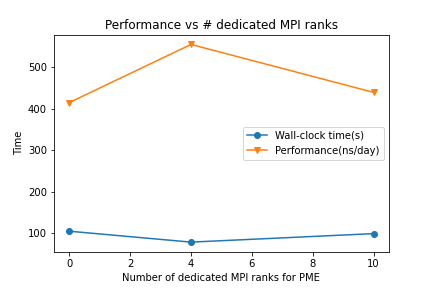 Performance vs # dedicated MPI ranks
500
400
300
200
100
Time
Wall-clock time(s)
Performance(ns/day)
0 2 4 6 8 10
Number of dedicated MPI ranks for PME